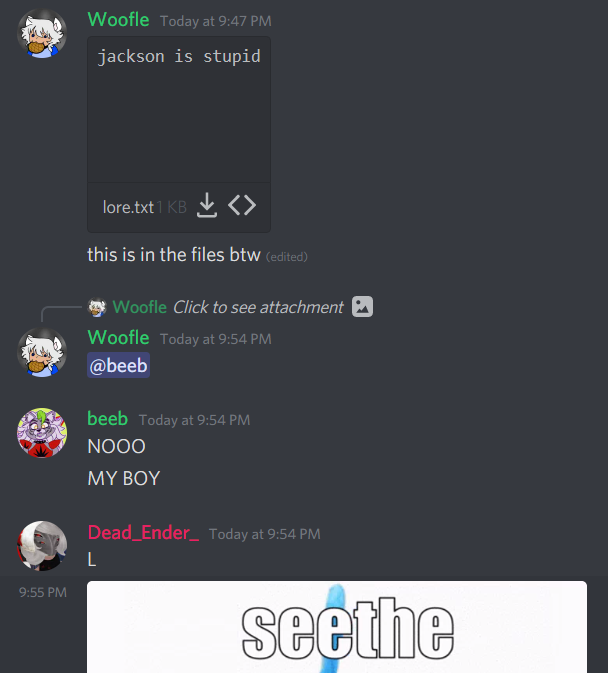 Woofle Today at 9:47 PM
jackson is stupid
lore.txt 1 KB
this is in the files btw (edited)
Woofle Click to see attachment
Woofle Today at 9:54 PM
@beeb
beeb Today at 9:54 PM
NOOO
MY BOY
Dead_Ender_ Today at 9:54 PM
L
9:55 PM
seethe